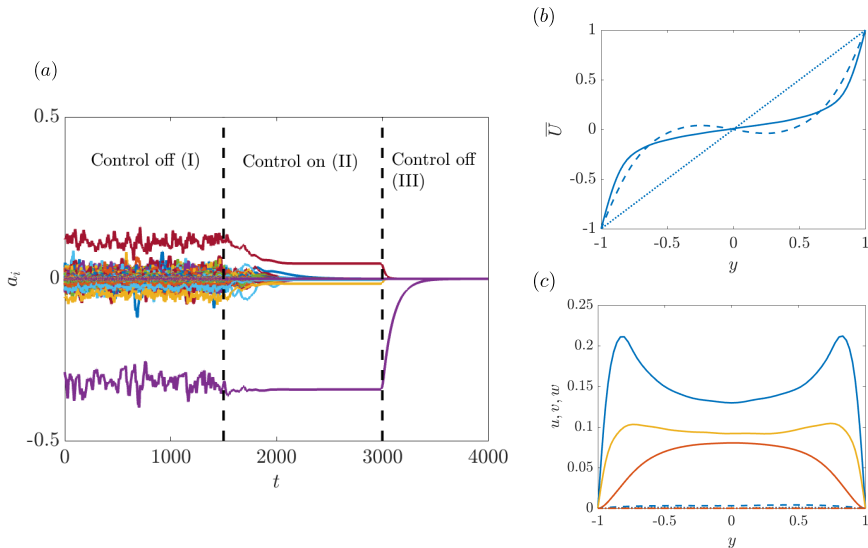 (a)
0.5
Control off (I)
Control on (II)
Control off
(III)
a_i
0
-0.5
0
1000
2000
3000
4000
t
(b)
1
0.5
0
-0.5
-1
U
-1
-0.5
0
0.5
1
y
(c)
0.25
0.2
0.15
0.1
0.05
0
u, v, w
-1
-0.5
0
0.5
1
y